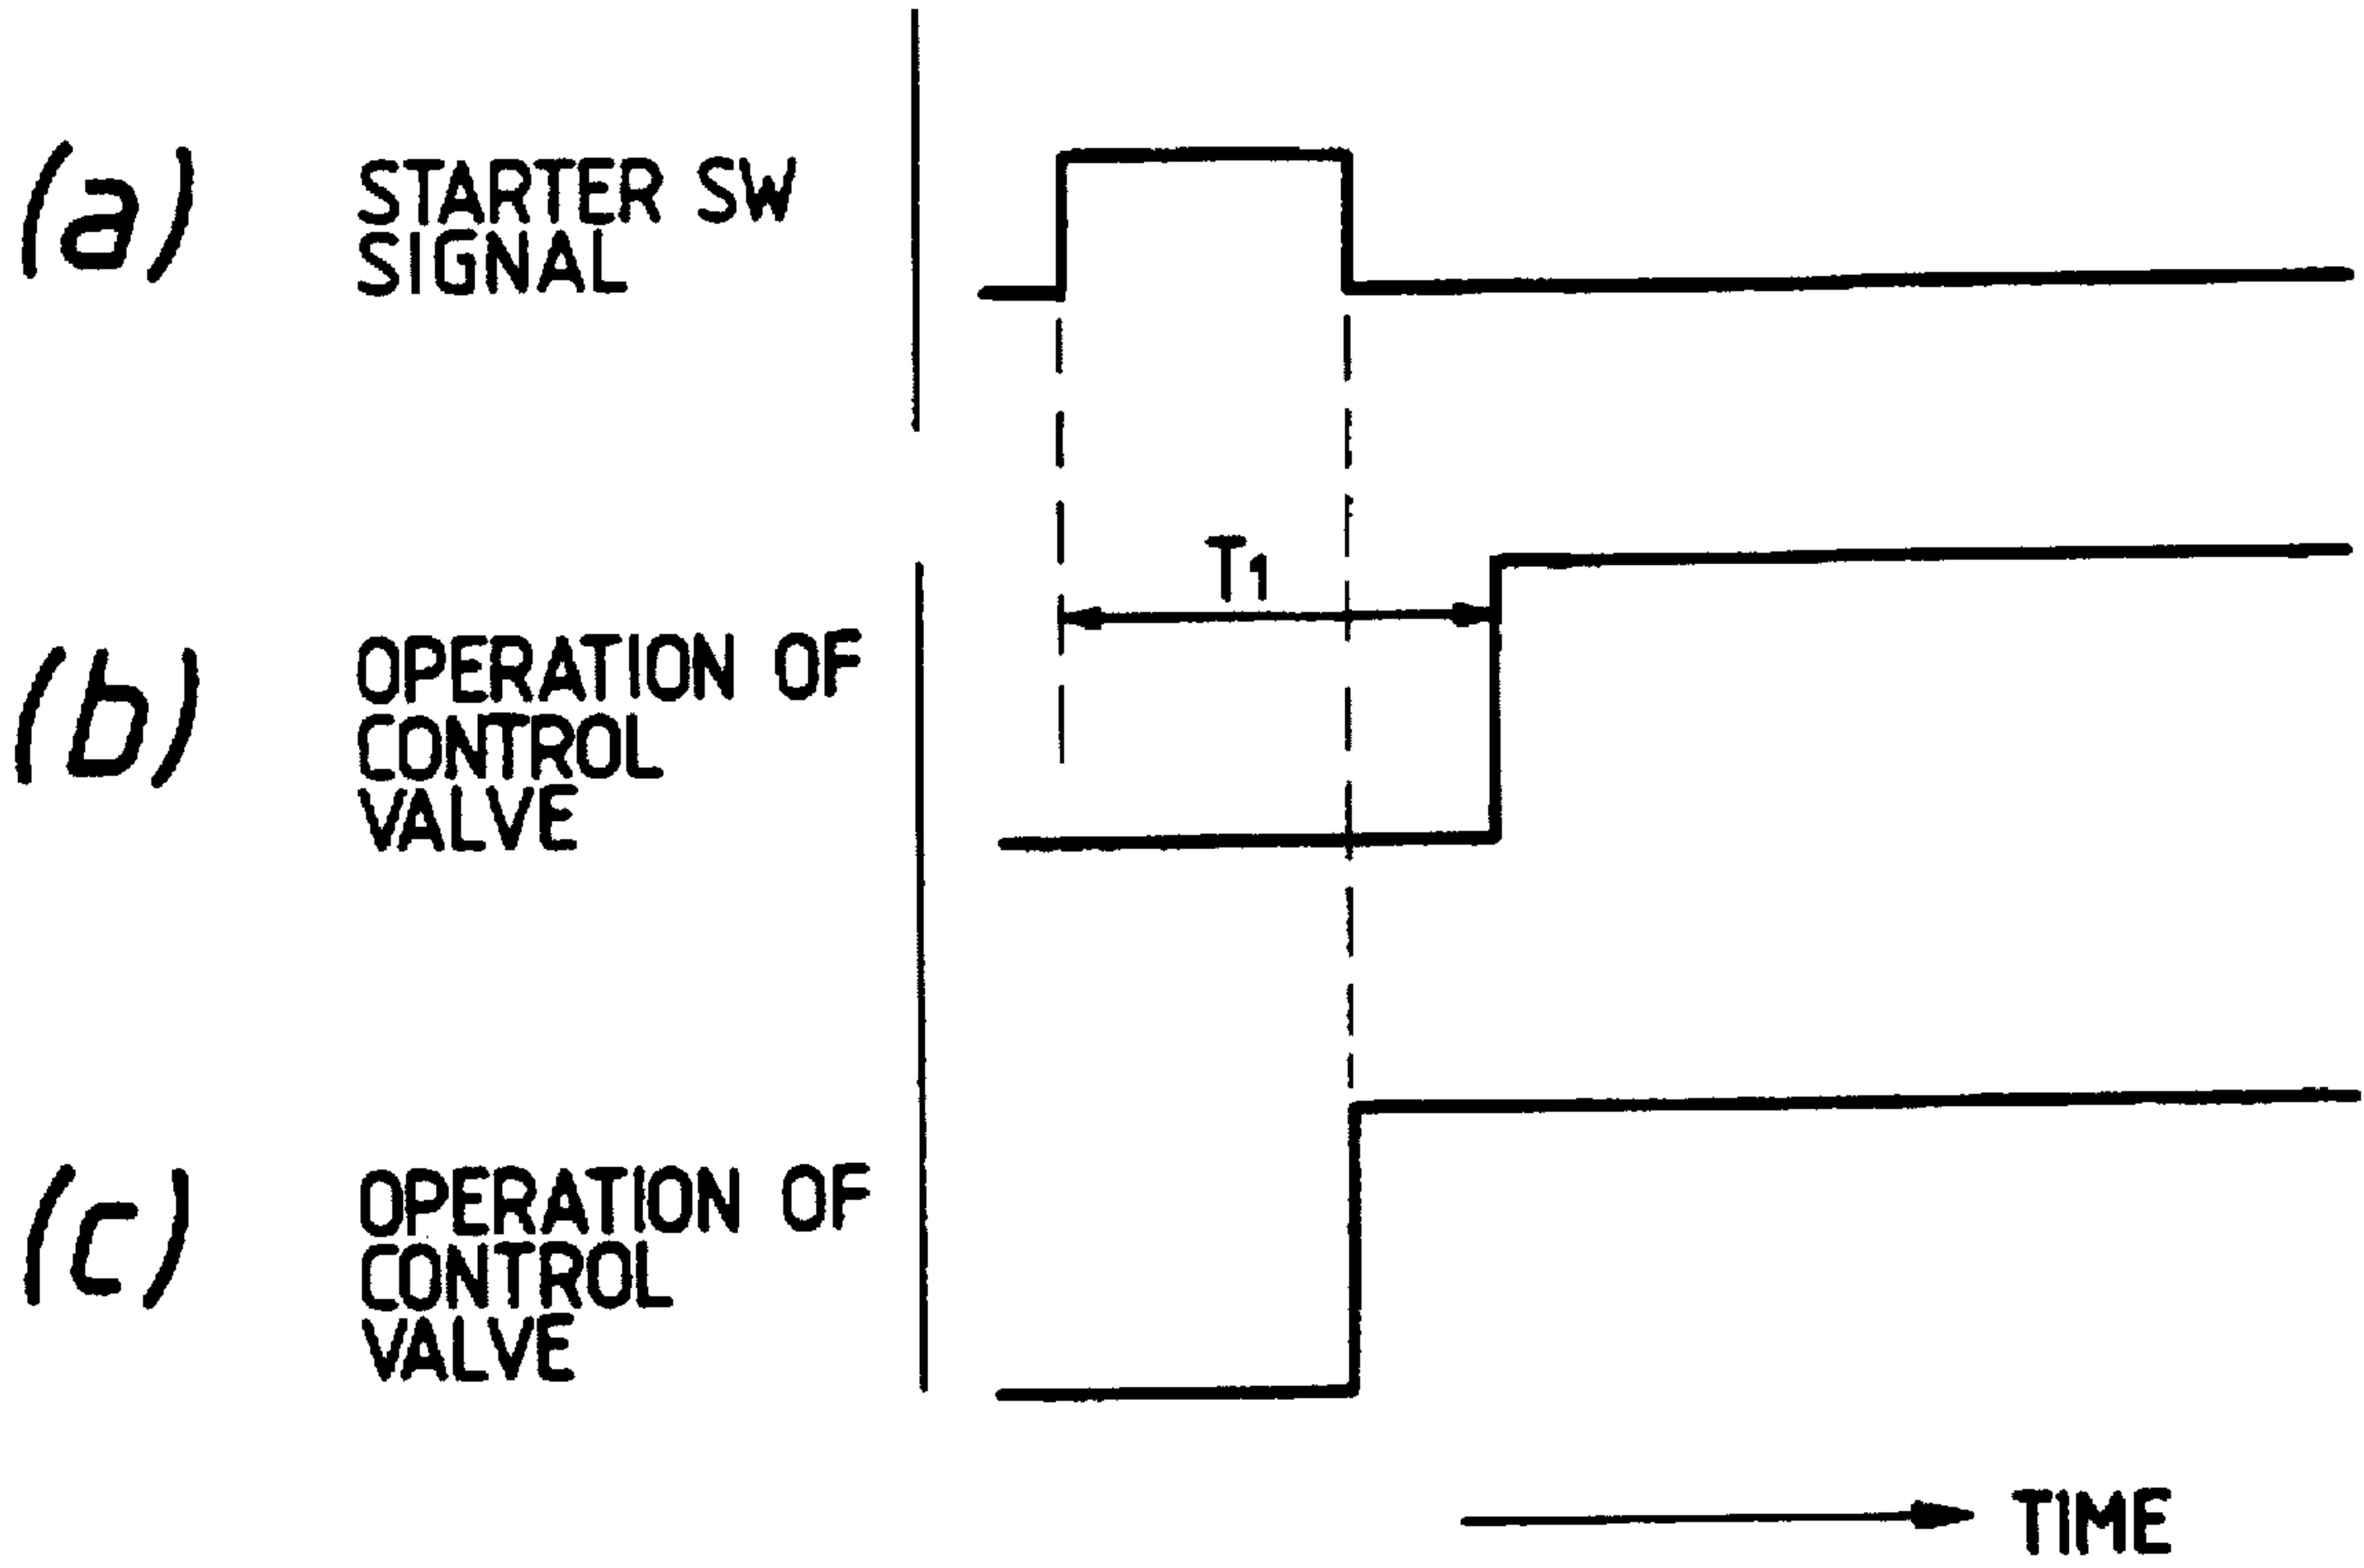 (a) STARTER SW
SIGNAL
T1
(b) OPERATION OF
CONTROL
VALVE
(c) OPERATION OF
CONTROL
VALVE
TIME